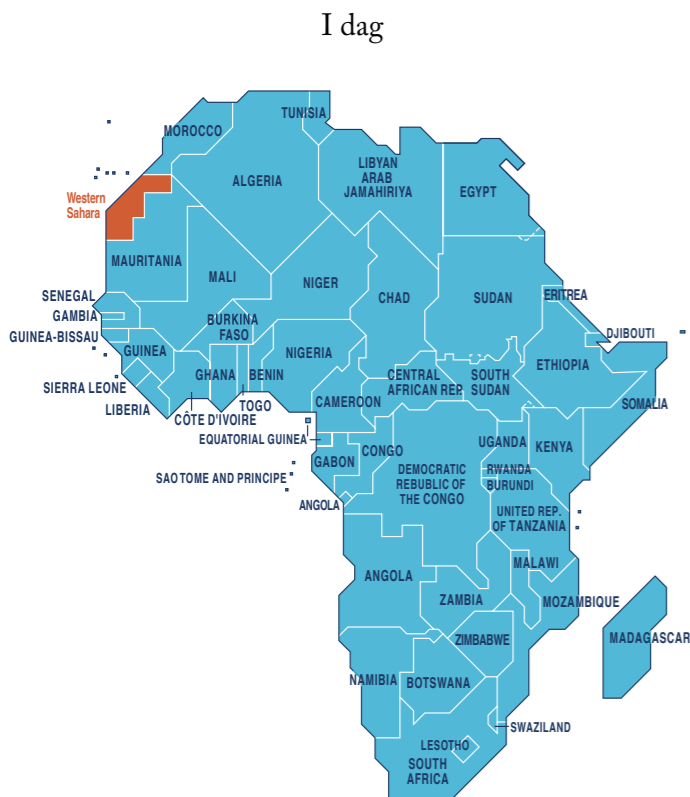 I dag
TUNISIA
MOROCCO
LIBYAN
ARAB
JAMAHIRIYA
ALGERIA
EGYPT
Western
Sahara
MAURITANIA
MALI
NIGER
CHAD
SUDAN
ERITREA
SENEGAL
GAMBIA
GUINEA-BISSAU
BURKINA
FASO
DJIBOUTI
GUINEA
NIGERIA
ETHIOPIA
GHANA
BENIN
CENTRAL
AFRICAN REP.
SOUTH
SUDAN
SIERRA LEONE
LIBERIA
TOGO
CAMEROON
SOMALIA
CÔTE D'IVOIRE
EQUATORIAL GUINEA
UGANDA
KENYA
CONGO
GABON
DEMOCRATIC
REPUBLIC OF
THE CONGO
RWANDA
BURUNDI
SAO TOME AND PRINCIPE
ANGOLA
UNITED REP.
OF TANZANIA
MALAWI
ANGOLA
ZAMBIA
MOZAMBIQUE
ZIMBABWE
MADAGASCAR
NAMIBIA
BOTSWANA
SWAZILAND
LESOTHO
SOUTH
AFRICA